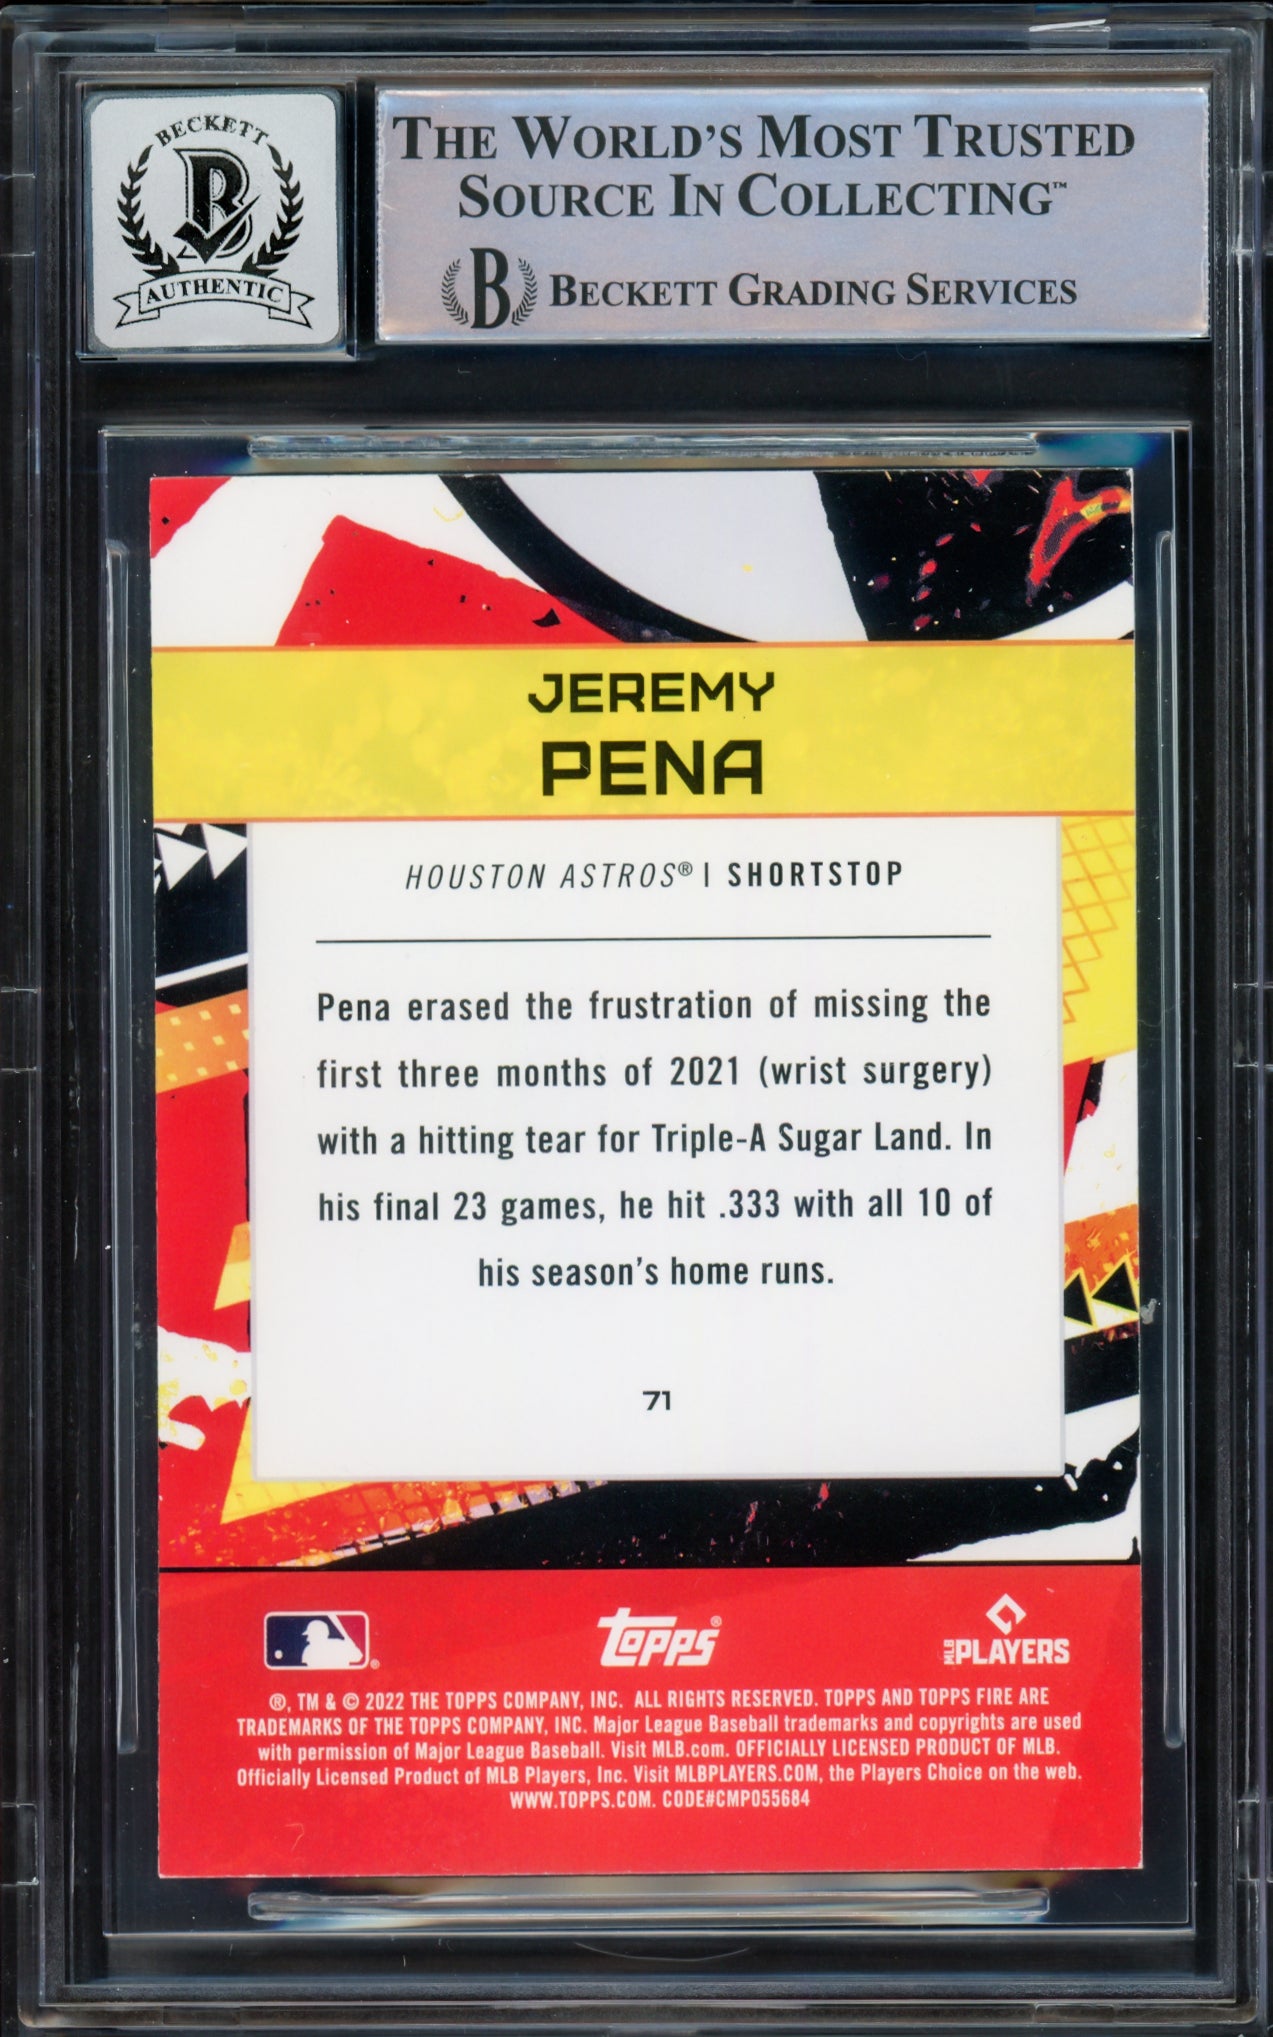 BECKETT
B
AUTHENTIC
THE WORLD'S MOST TRUSTED
SOURCE IN COLLECTING™
B BECKETT GRADING SERVICES
JEREMY
PENA
HOUSTON ASTROS® | SHORTSTOP
Pena erased the frustration of missing the
first three months of 2021 (wrist surgery)
with a hitting tear for Triple-A Sugar Land. In
his final 23 games, he hit .333 with all 10 of
his season's home runs.
71
® topps® MLB PLAYERS
®, TM & © 2022 THE TOPPS COMPANY, INC. ALL RIGHTS RESERVED. TOPPS AND TOPPS FIRE ARE
TRADEMARKS OF THE TOPPS COMPANY, INC. Major League Baseball trademarks and copyrights are used
with permission of Major League Baseball. Visit MLB.com. OFFICIALLY LICENSED PRODUCT OF MLB.
Officially Licensed Product of MLB Players, Inc. Visit MLBPLAYERS.COM, the Players Choice on the web.
WWW.TOPPS.COM. CODE#CMP055684